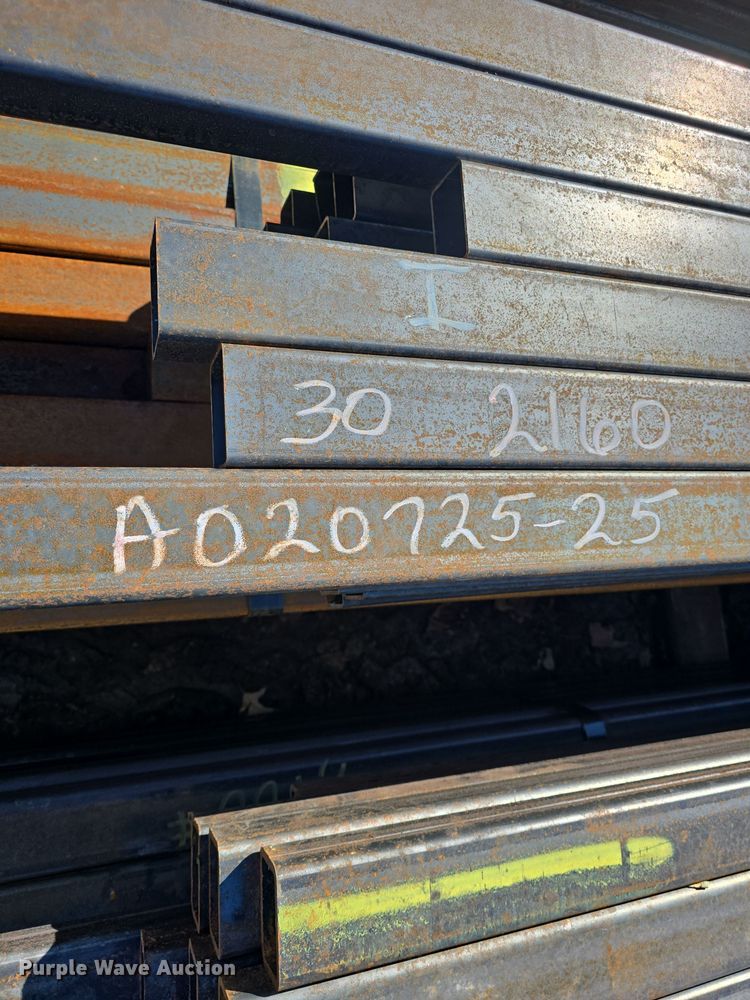 I
30 2160
A020725-25
Purple Wave Auction